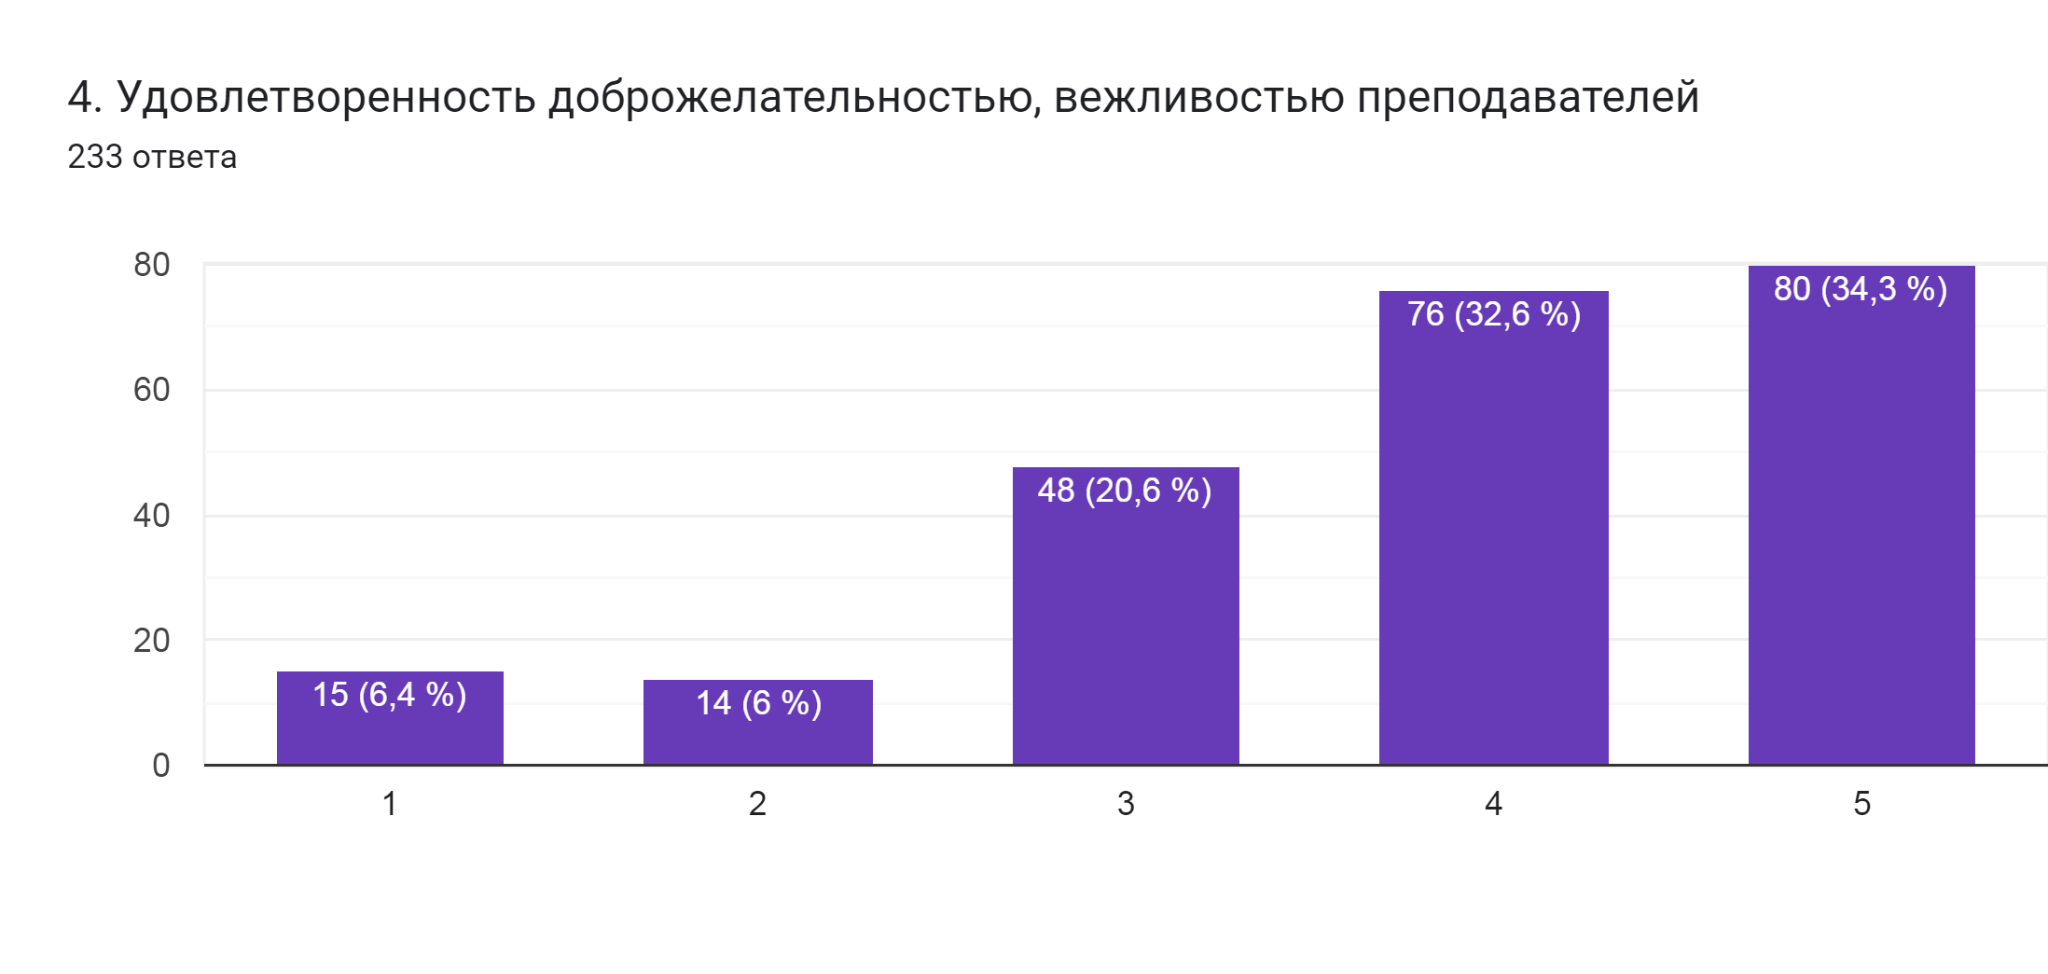 4. Удовлетворенность доброжелательностью, вежливостью преподавателей
233 ответа
80
60
40
20
0
15 (6,4 %)
14 (6 %)
48 (20,6 %)
76 (32,6 %)
80 (34,3 %)
1
2
3
4
5